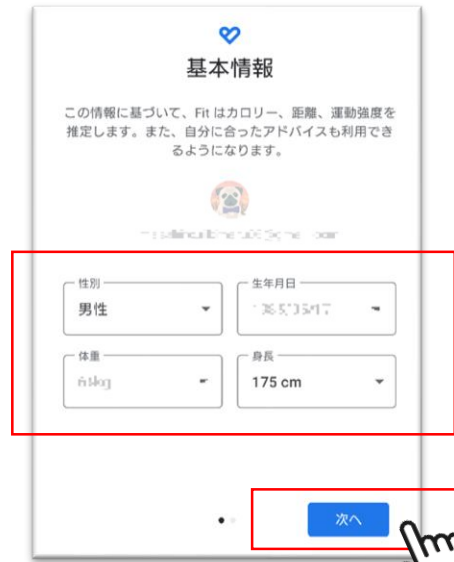 基本情報
この情報に基づいて、Fit はカロリー、距離、運動強度を
推定します。また、自分に合ったアドバイスも利用でき
るようになります。
性別
生年月日
男性
体重
身長
175 cm
次へ